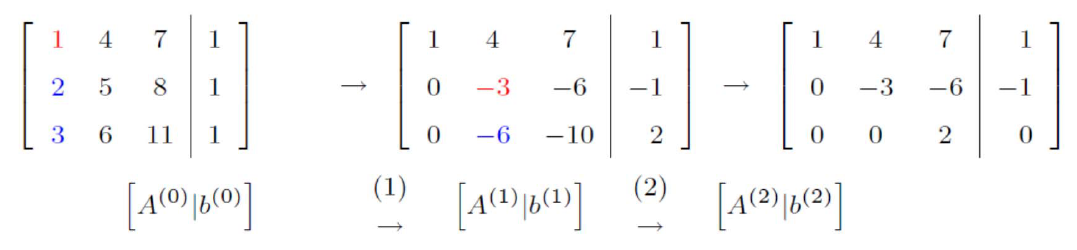 1 4 7 1 1 4 7 1 1 4 7 1
2 5 8 1 → 0 −3 −6 −1 → 0 −3 −6 −1
3 6 11 1 0 −6 −10 2 0 0 2 0
[A^(0)|b^(0)] (1) → [A^(1)|b^(1)] (2) → [A^(2)|b^(2)]